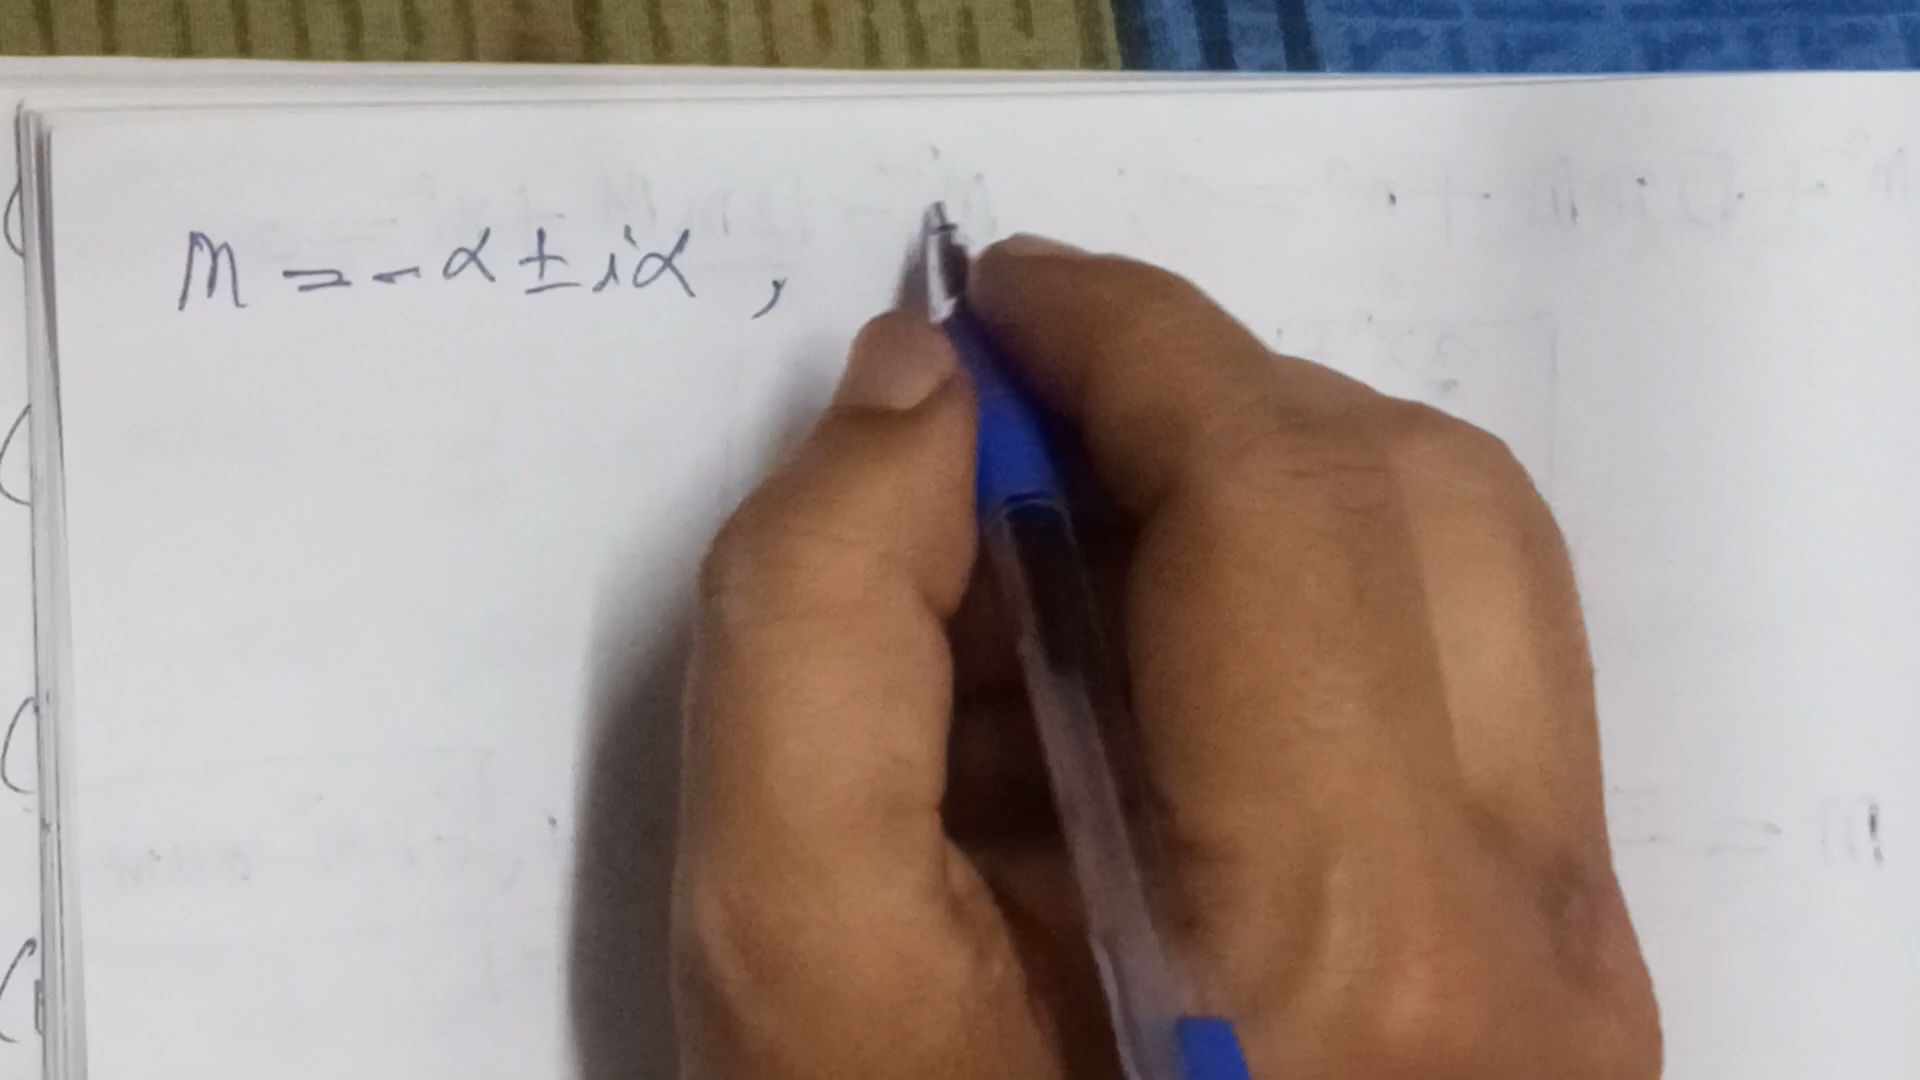 m = - α ± iα ,